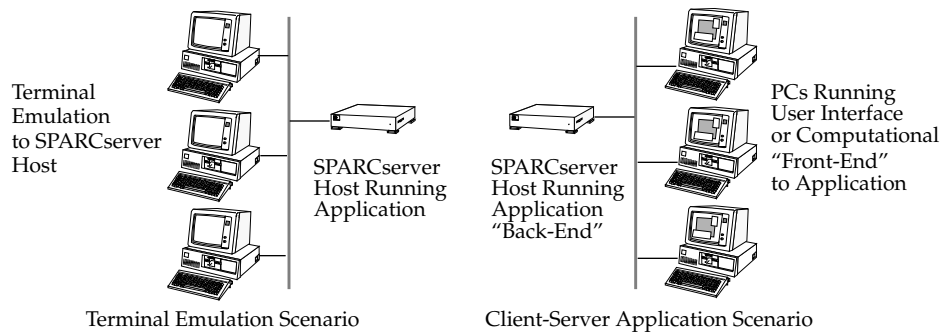 Terminal
Emulation
to SPARCserver
Host
SPARCserver
Host Running
Application
Terminal Emulation Scenario
SPARCserver
Host Running
Application
“Back-End”
PCs Running
User Interface
or Computational
“Front-End”
to Application
Client-Server Application Scenario